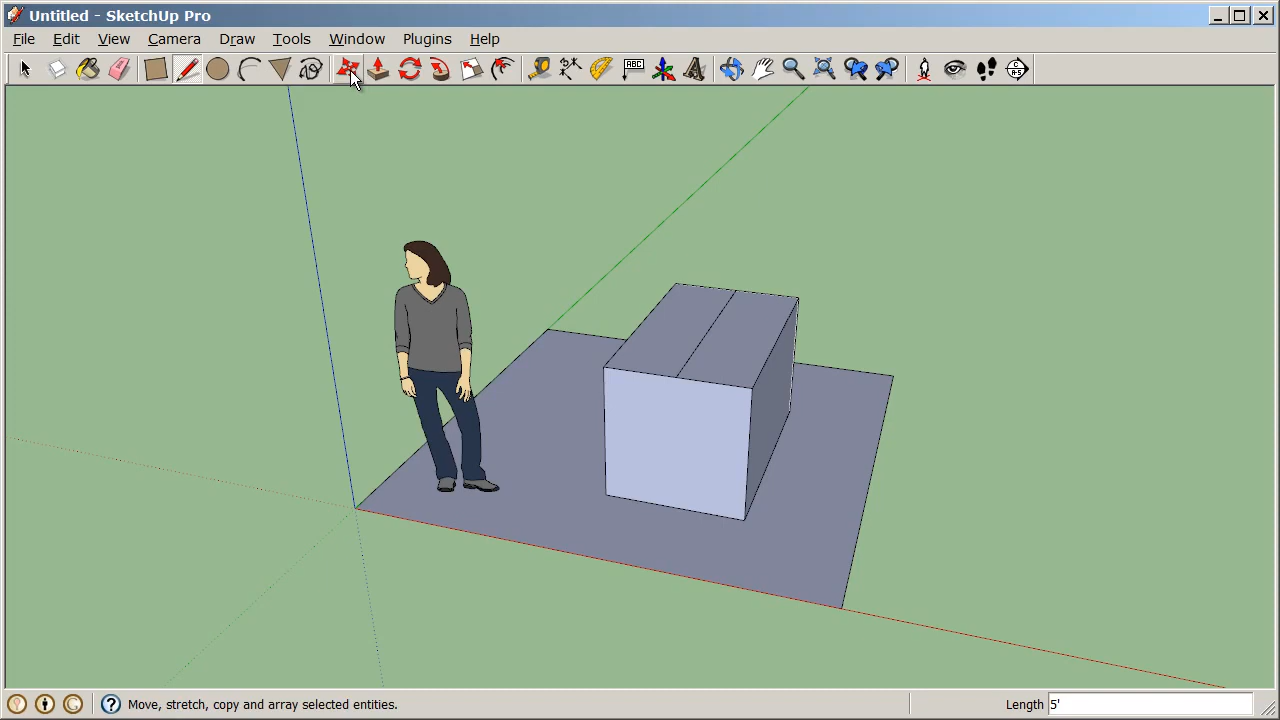 Untitled - SketchUp Pro
File Edit View Camera Draw Tools Window Plugins Help
ABC
Move, stretch, copy and array selected entities.
Length 5'